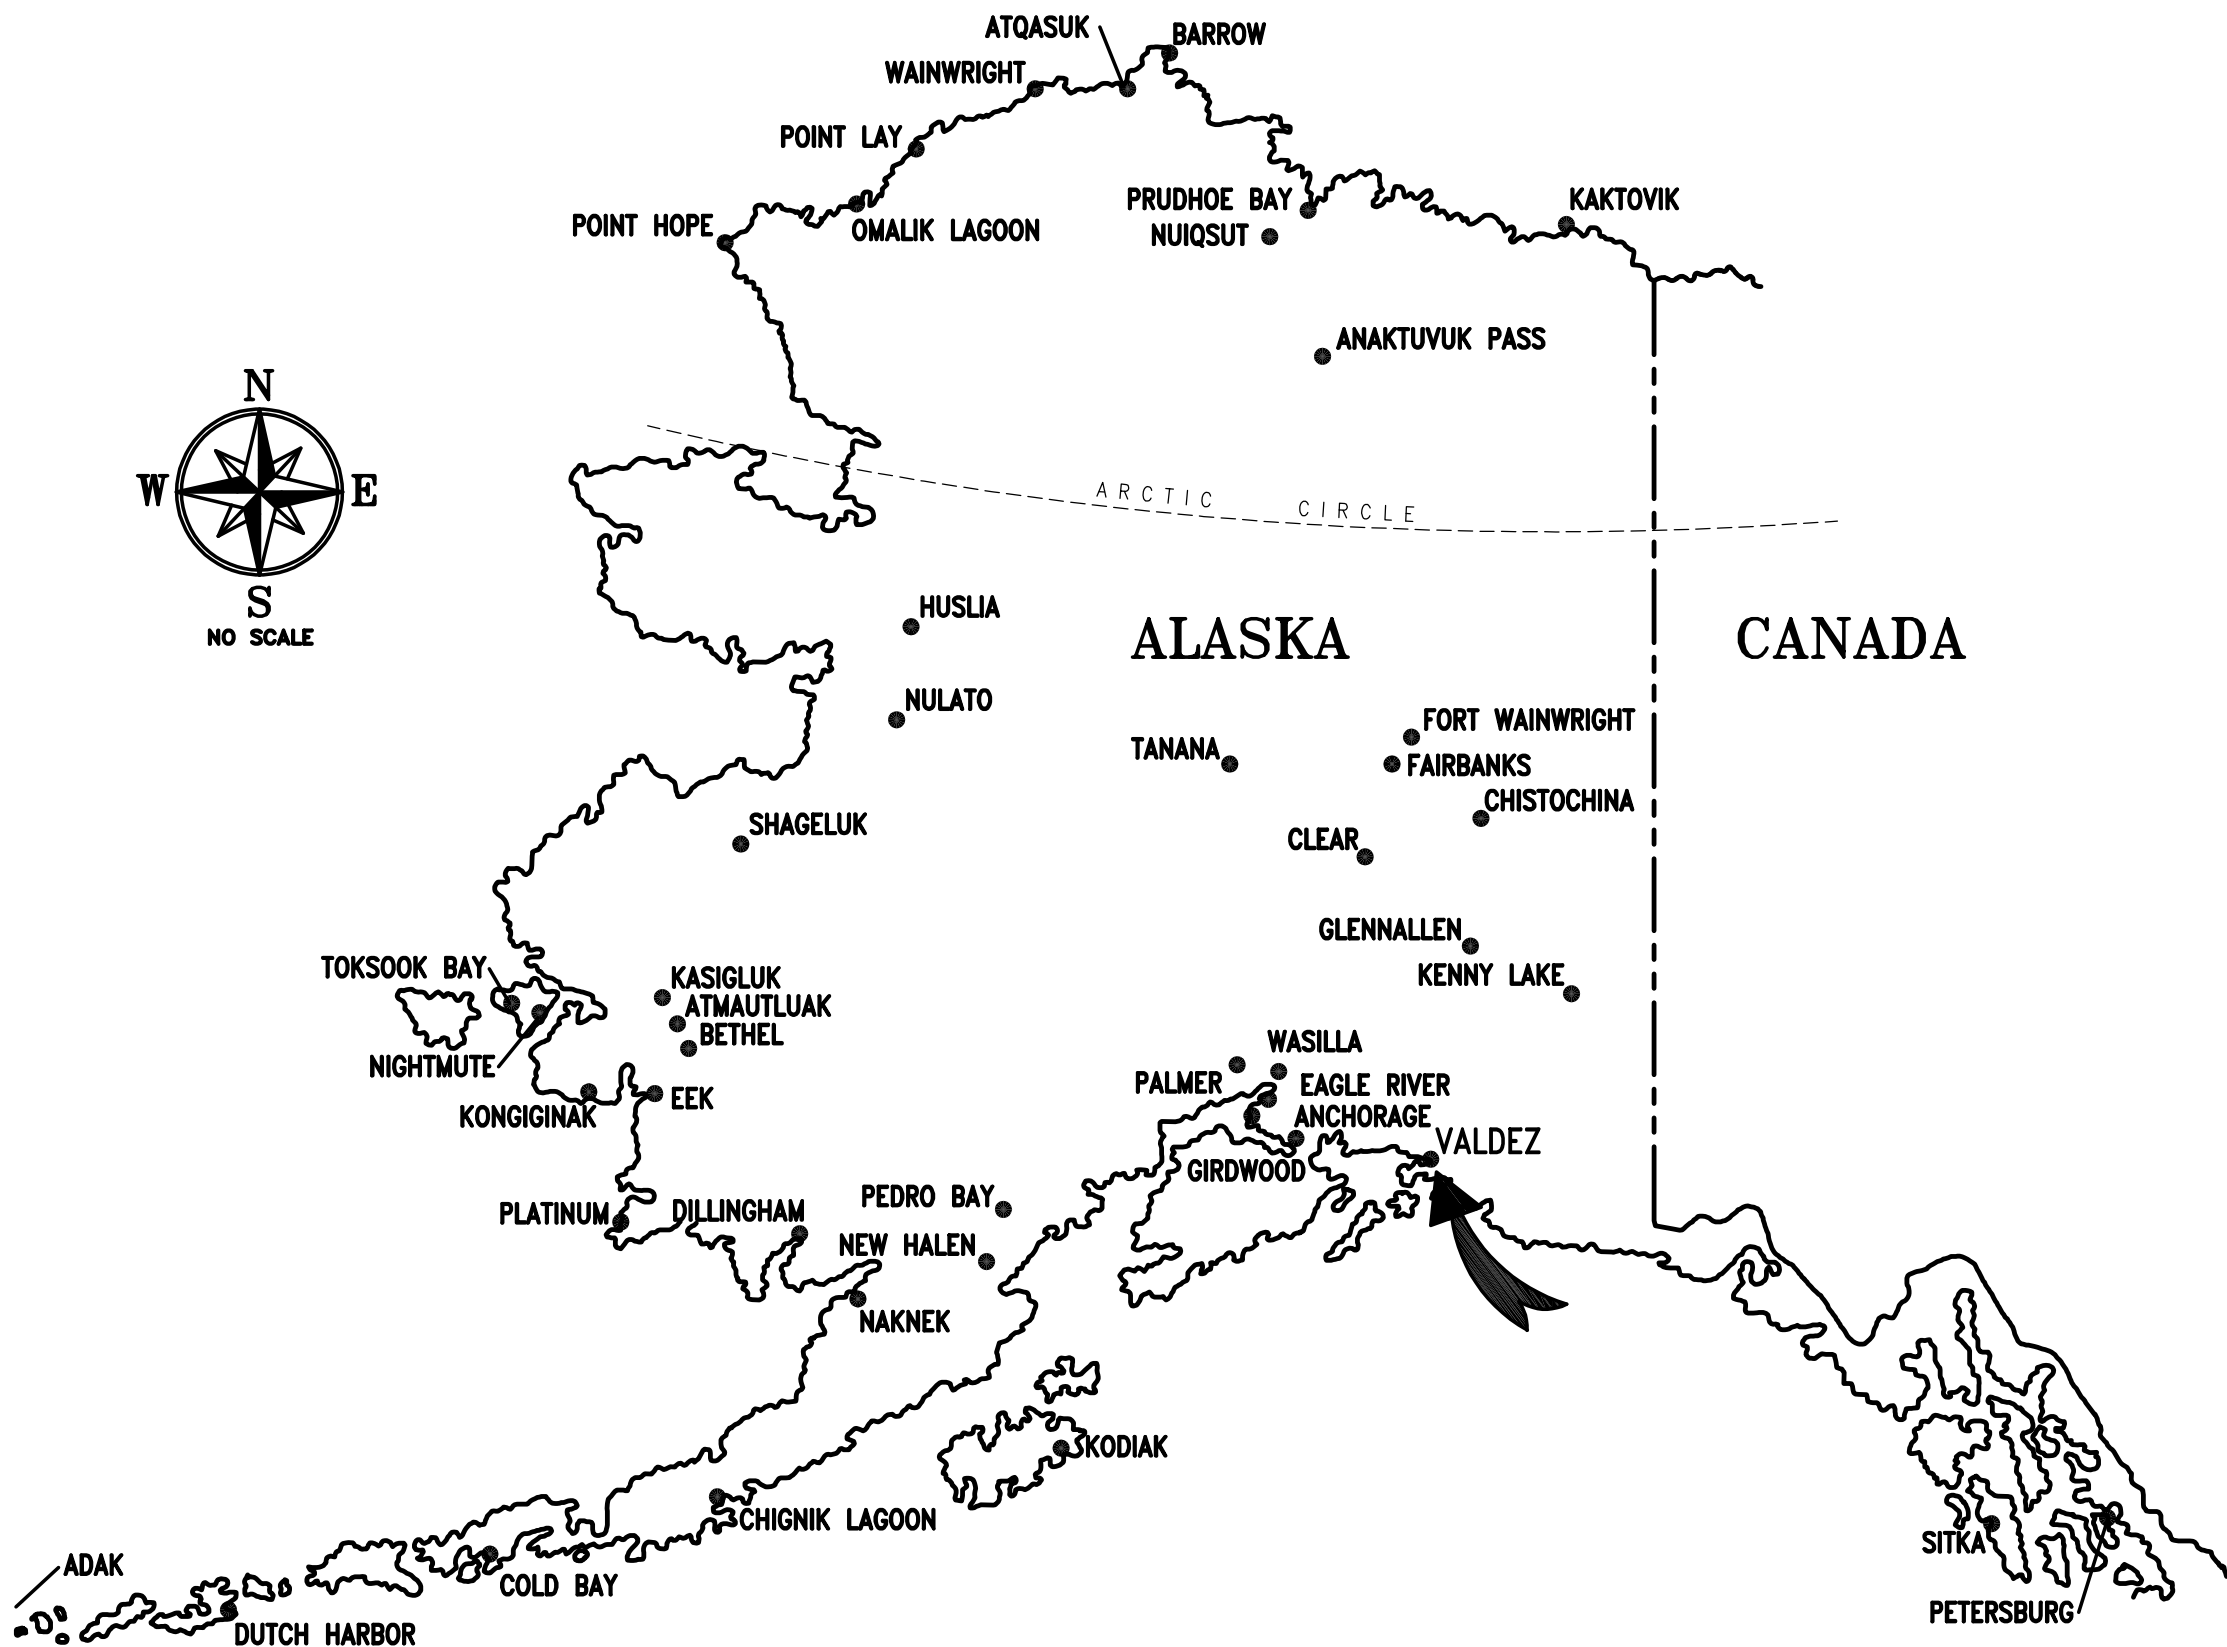 ATQASUK
BARROW
WAINWRIGHT
POINT LAY
PRUDHOE BAY
KAKTOVIK
POINT HOPE
OMALIK LAGOON
NUIQSUT
ANAKTUVUK PASS
N
W
E
S
NO SCALE
ARCTIC CIRCLE
HUSLIA
ALASKA
CANADA
NULATO
FORT WAINWRIGHT
TANANA
FAIRBANKS
CHISTOCHINA
SHAGELUK
CLEAR
GLENNALLEN
TOKSOOK BAY
KASIGLUK
KENNY LAKE
ATMAUTLUAK
BETHEL
WASILLA
NIGHTMUTE
PALMER
EAGLE RIVER
EEK
KONGIGINAK
ANCHORAGE
VALDEZ
GIRDWOOD
PEDRO BAY
PLATINUM
DILLINGHAM
NEW HALEN
NAKNEK
KODIAK
CHIGNIK LAGOON
SITKA
ADAK
COLD BAY
PETERSBURG
DUTCH HARBOR